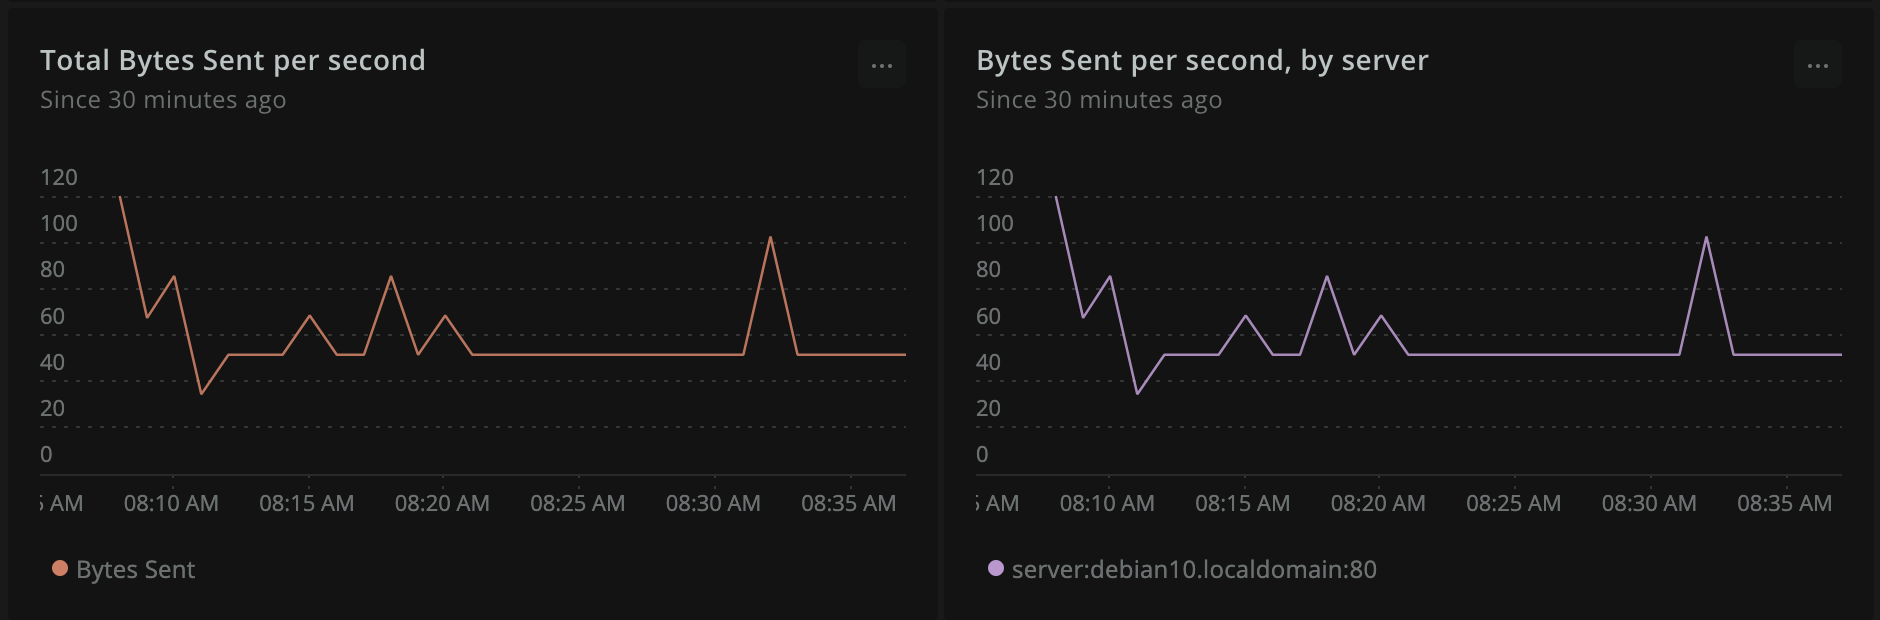 Total Bytes Sent per second
...
Since 30 minutes ago
120
100
80
60
40
20
0
AM 08:10 AM 08:15 AM 08:20 AM 08:25 AM 08:30 AM 08:35 AM
Bytes Sent
Bytes Sent per second, by server
...
Since 30 minutes ago
120
100
80
60
40
20
0
AM 08:10 AM 08:15 AM 08:20 AM 08:25 AM 08:30 AM 08:35 AM
server:debian10.localdomain:80